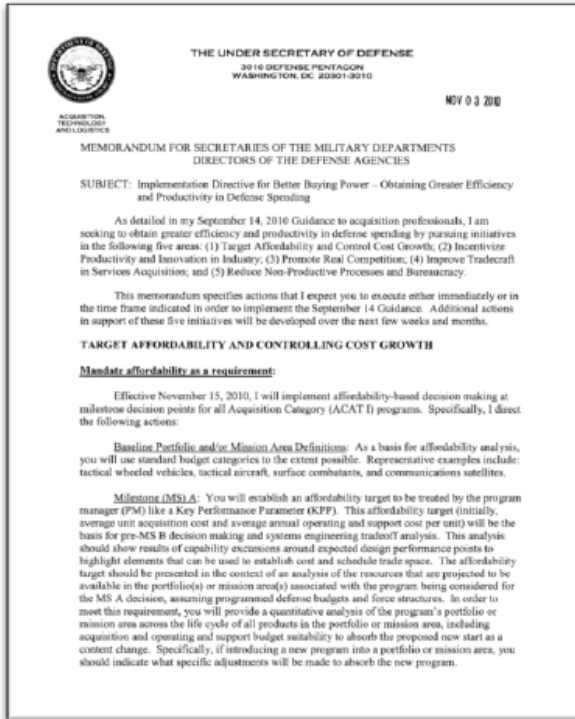 THE UNDER SECRETARY OF DEFENSE
3010 DEFENSE PENTAGON
WASHINGTON, DC 20301-3010
NOV 03 2010
ACQUISITION,
TECHNOLOGY
AND LOGISTICS
MEMORANDUM FOR SECRETARIES OF THE MILITARY DEPARTMENTS
DIRECTORS OF THE DEFENSE AGENCIES
SUBJECT: Implementation Directive for Better Buying Power – Obtaining Greater Efficiency
and Productivity in Defense Spending
As detailed in my September 14, 2010 Guidance to acquisition professionals, I am
seeking to obtain greater efficiency and productivity in defense spending by pursuing initiatives
in the following five areas: (1) Target Affordability and Control Cost Growth; (2) Incentivize
Productivity and Innovation in Industry; (3) Promote Real Competition; (4) Improve Tradecraft
in Services Acquisition; and (5) Reduce Non-Productive Processes and Bureaucracy.
This memorandum specifies actions that I expect you to execute either immediately or in
the time frame indicated in order to implement the September 14 Guidance. Additional actions
in support of these five initiatives will be developed over the next few weeks and months.
TARGET AFFORDABILITY AND CONTROLLING COST GROWTH
Mandate affordability as a requirement:
Effective November 15, 2010, I will implement affordability-based decision making at
milestone decision points for all Acquisition Category (ACAT I) programs. Specifically, I direct
the following actions:
Baseline Portfolio and/or Mission Area Definitions: As a basis for affordability analysis,
you will use standard budget categories to the extent possible. Representative examples include:
tactical wheeled vehicles, tactical aircraft, surface combatants, and communications satellites.
Milestone (MS) A: You will establish an affordability target to be treated by the program
manager (PM) like a Key Performance Parameter (KPP). This affordability target (initially,
average unit acquisition cost and average annual operating and support cost per unit) will be the
basis for pre-MS B decision making and systems engineering tradeoff analysis. This analysis
should show results of capability excursions around expected design performance points to
highlight elements that can be used to establish cost and schedule trade space. The affordability
target should be presented in the context of an analysis of the resources that are projected to be
available in the portfolio(s) or mission area(s) associated with the program being considered for
the MS A decision, assuming programmed defense budgets and force structures. In order to
meet this requirement, you will provide a quantitative analysis of the program's portfolio or
mission area across the life cycle of all products in the portfolio or mission area, including
acquisition and operating and support budget suitability to absorb the proposed new start as a
content change. Specifically, if introducing a new program into a portfolio or mission area, you
should indicate what specific adjustments will be made to absorb the new program.